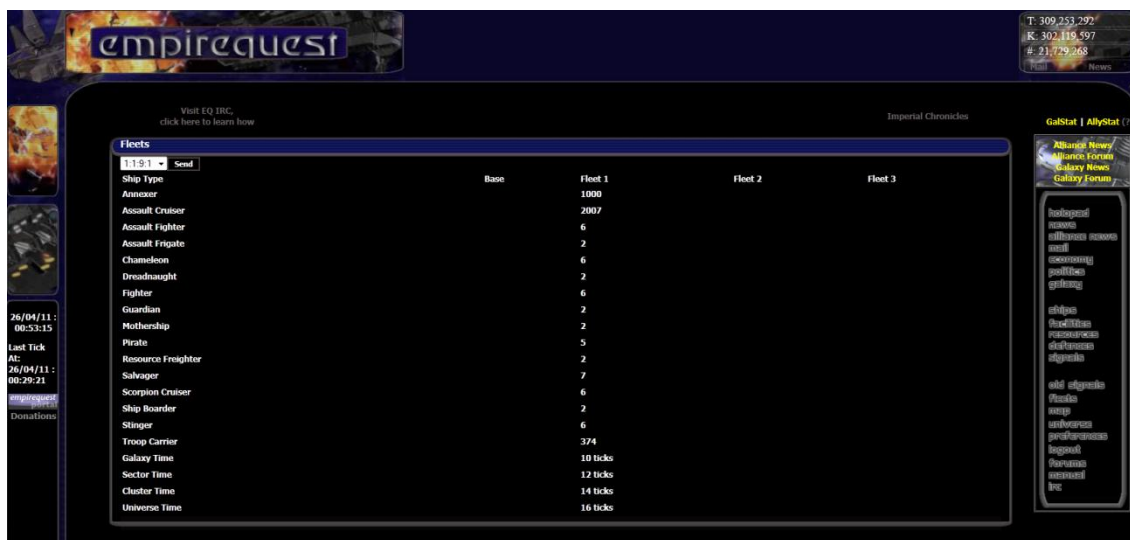 empirequest
T: 309,253,292
K: 302,119,597
#: 21,729,268
Mail News
Visit EQ IRC,
click here to learn how
Imperial Chronicles
GalStat | AllyStat (?
Alliance News
Alliance Forum
Galaxy News
Galaxy Forum
Fleets
1:1:9:1 Send
Ship Type Base Fleet 1 Fleet 2 Fleet 3
Annexer 1000
Assault Cruiser 2007
Assault Fighter 6
Assault Frigate 2
Chameleon 6
Dreadnaught 2
Fighter 6
Guardian 2
Mothership 2
Pirate 5
Resource Freighter 2
Salvager 7
Scorpion Cruiser 6
Ship Boarder 2
Stinger 6
Troop Carrier 374
Galaxy Time 10 ticks
Sector Time 12 ticks
Cluster Time 14 ticks
Universe Time 16 ticks
26/04/11 :
00:53:15
Last Tick
At:
26/04/11 :
00:29:21
empirequest
portal
Donations
holopad
news
alliance news
mail
economy
politics
galaxy
ships
facilities
resources
defences
signals
old signals
fleets
map
universe
preferences
logout
forums
manual
irc